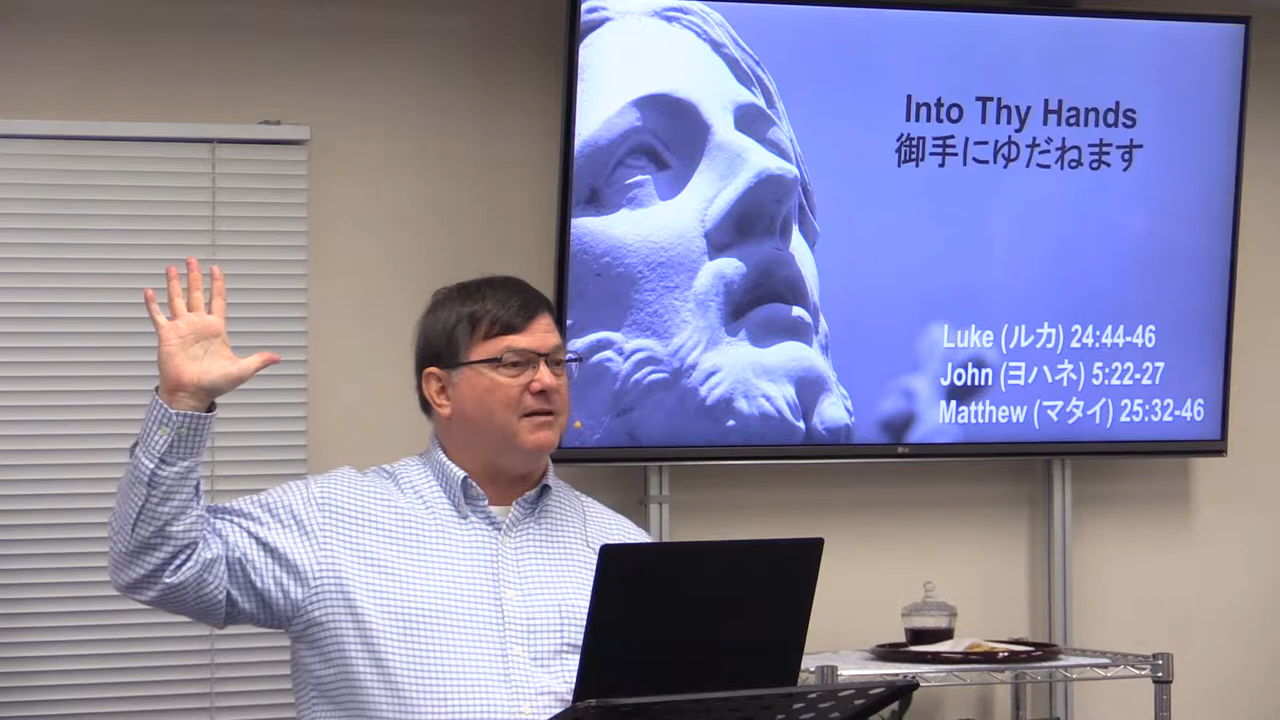 Into Thy Hands
御手にゆだねます
Luke (ルカ) 24:44-46
John (ヨハネ) 5:22-27
Matthew (マタイ) 25:32-46
LG